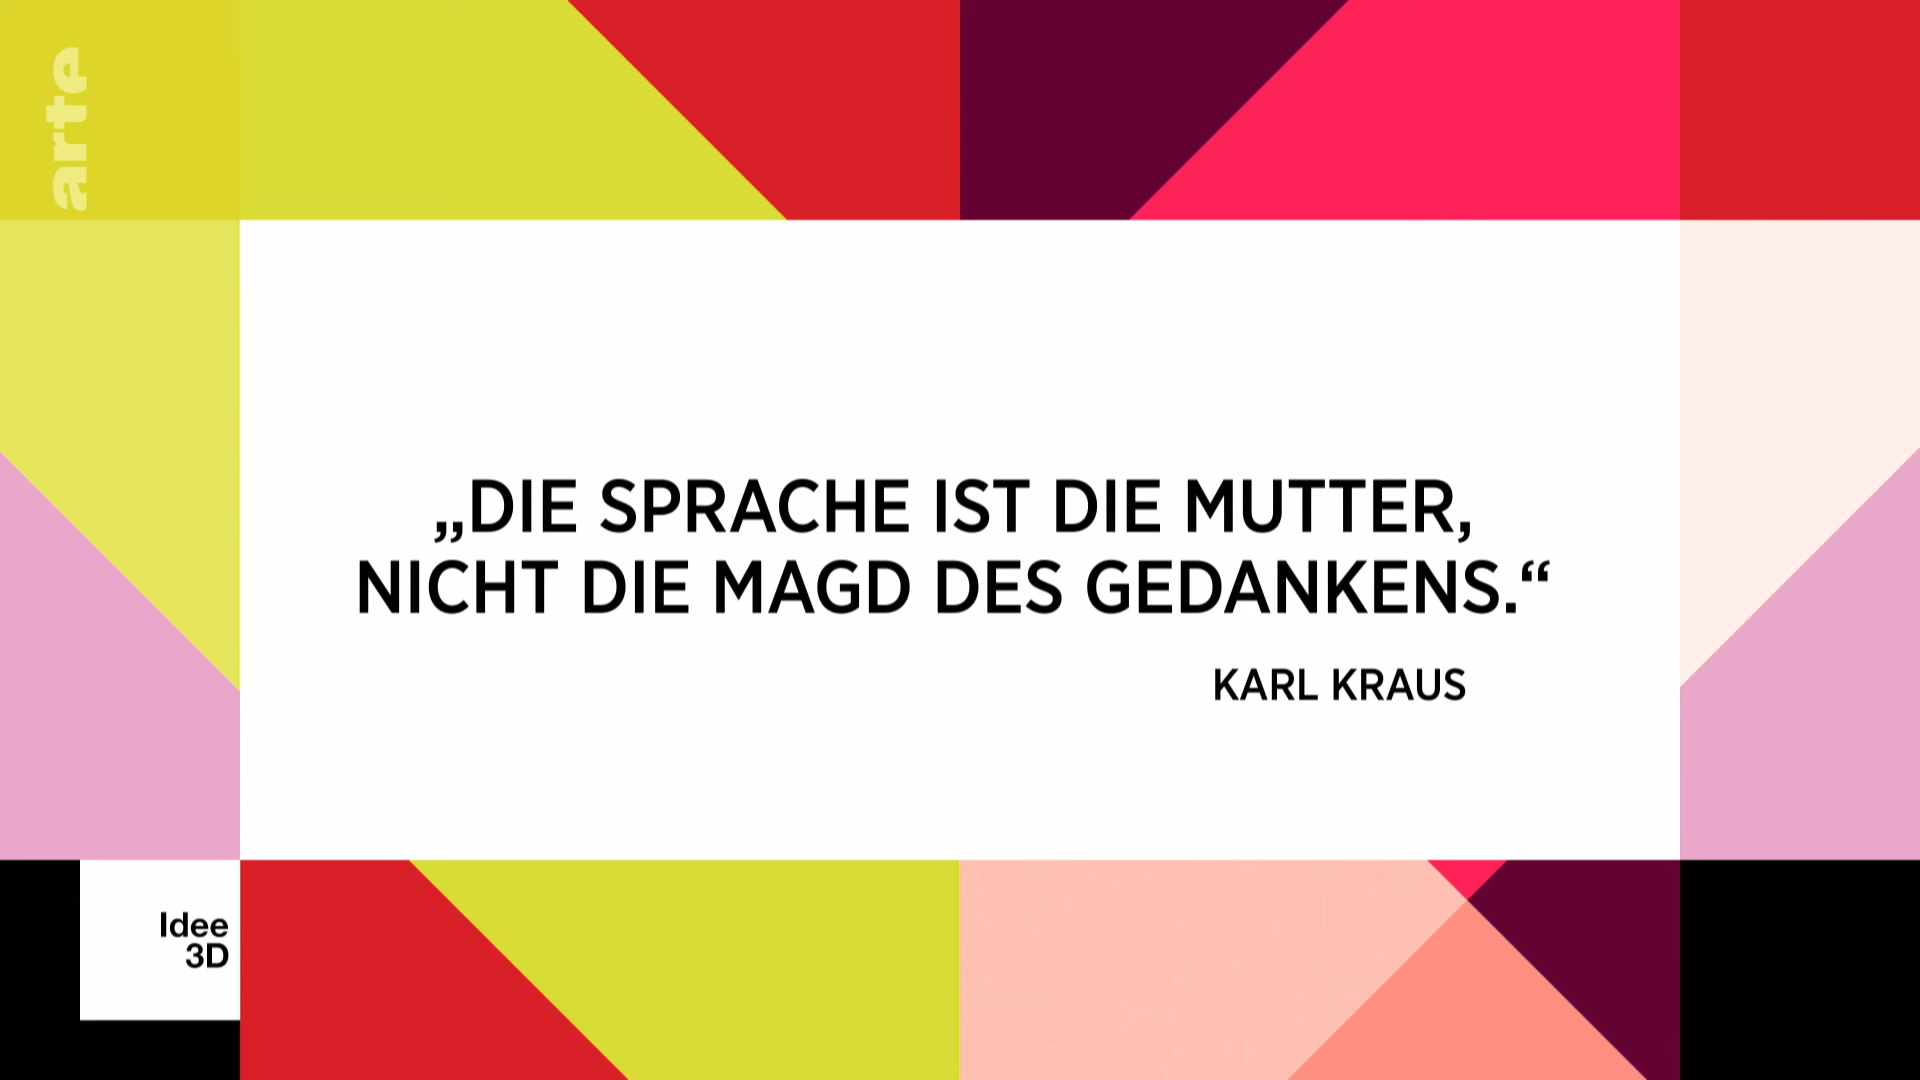 arte
„DIE SPRACHE IST DIE MUTTER,
NICHT DIE MAGD DES GEDANKENS.“
KARL KRAUS
Idee
3D